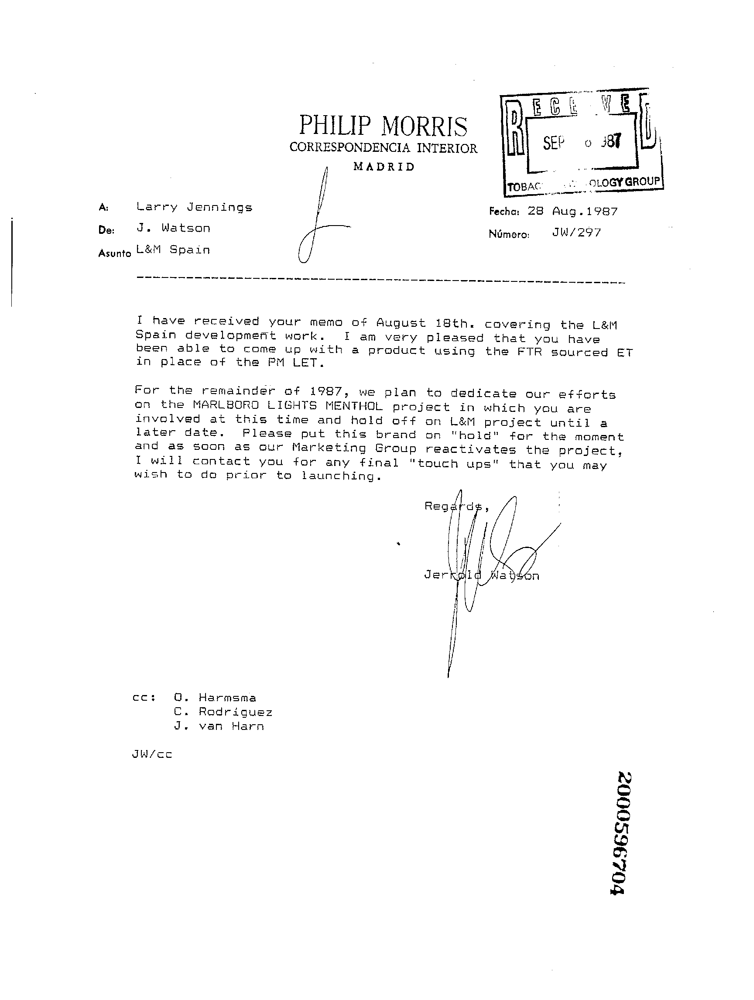 RECEIVED
SEP 87
TOBAC OLOGY GROUP
PHILIP MORRIS
CORRESPONDENCIA INTERIOR
MADRID
A: Larry Jennings
Fecha: 28 Aug.1987
De: J. Watson
Número: JW/297
Asunto L&M Spain
I have received your memo of August 18th. covering the L&M
Spain development work. I am very pleased that you have
been able to come up with a product using the FTR sourced ET
in place of the PM LET.
For the remainder of 1987, we plan to dedicate our efforts
on the MARLBORO LIGHTS MENTHOL project in which you are
involved at this time and hold off on L&M project until a
later date. Please put this brand on "hold" for the moment
and as soon as our Marketing Group reactivates the project,
I will contact you for any final "touch ups" that you may
wish to do prior to launching.
Regards,
Jerrold Watson
cc: O. Harmsma
C. Rodriguez
J. van Harn
JW/cc
2000596704